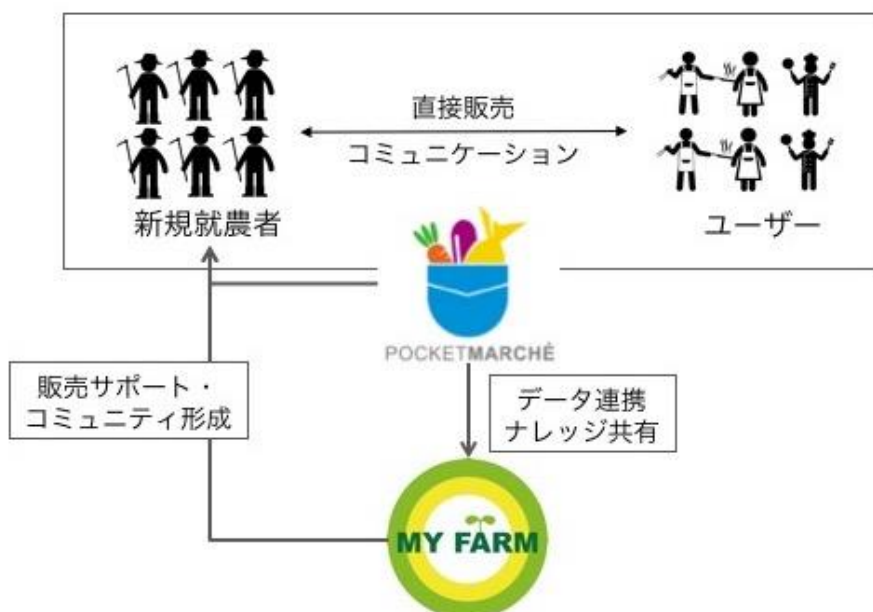 直接販売
コミュニケーション
新規就農者
ユーザー
POCKETMARCHÉ
販売サポート・
コミュニティ形成
データ連携
ナレッジ共有
MY FARM